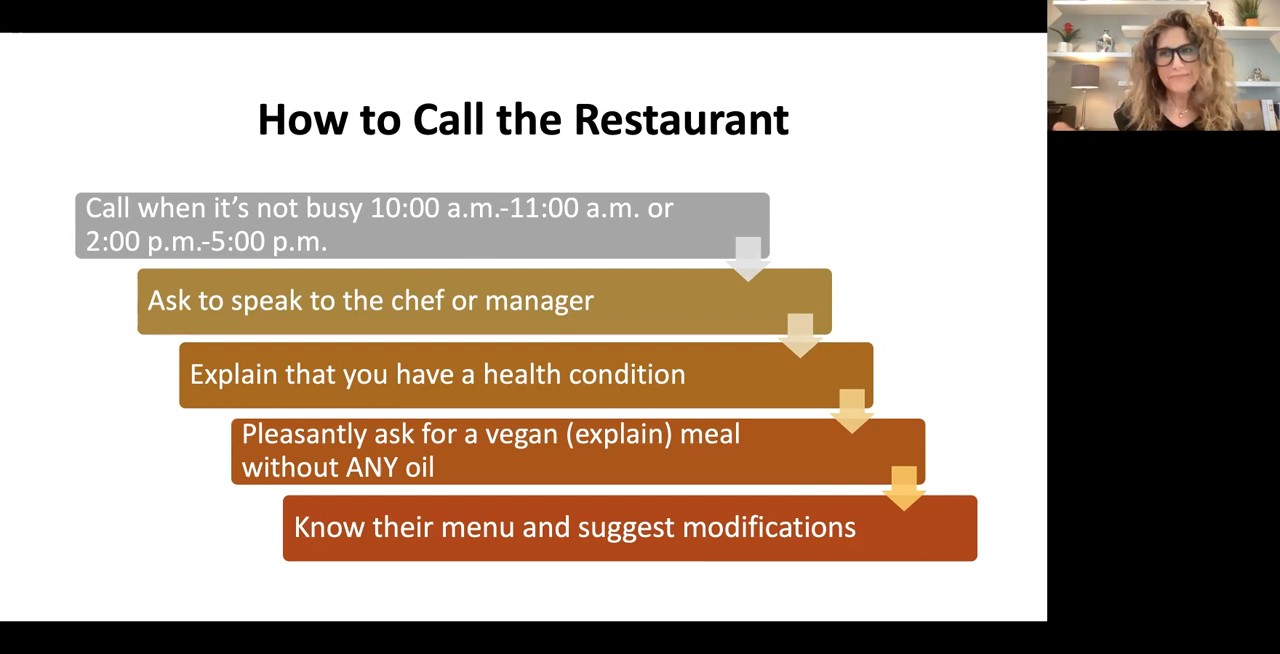 How to Call the Restaurant
Call when it’s not busy 10:00 a.m.-11:00 a.m. or
2:00 p.m.-5:00 p.m.
Ask to speak to the chef or manager
Explain that you have a health condition
Pleasantly ask for a vegan (explain) meal
without ANY oil
Know their menu and suggest modifications